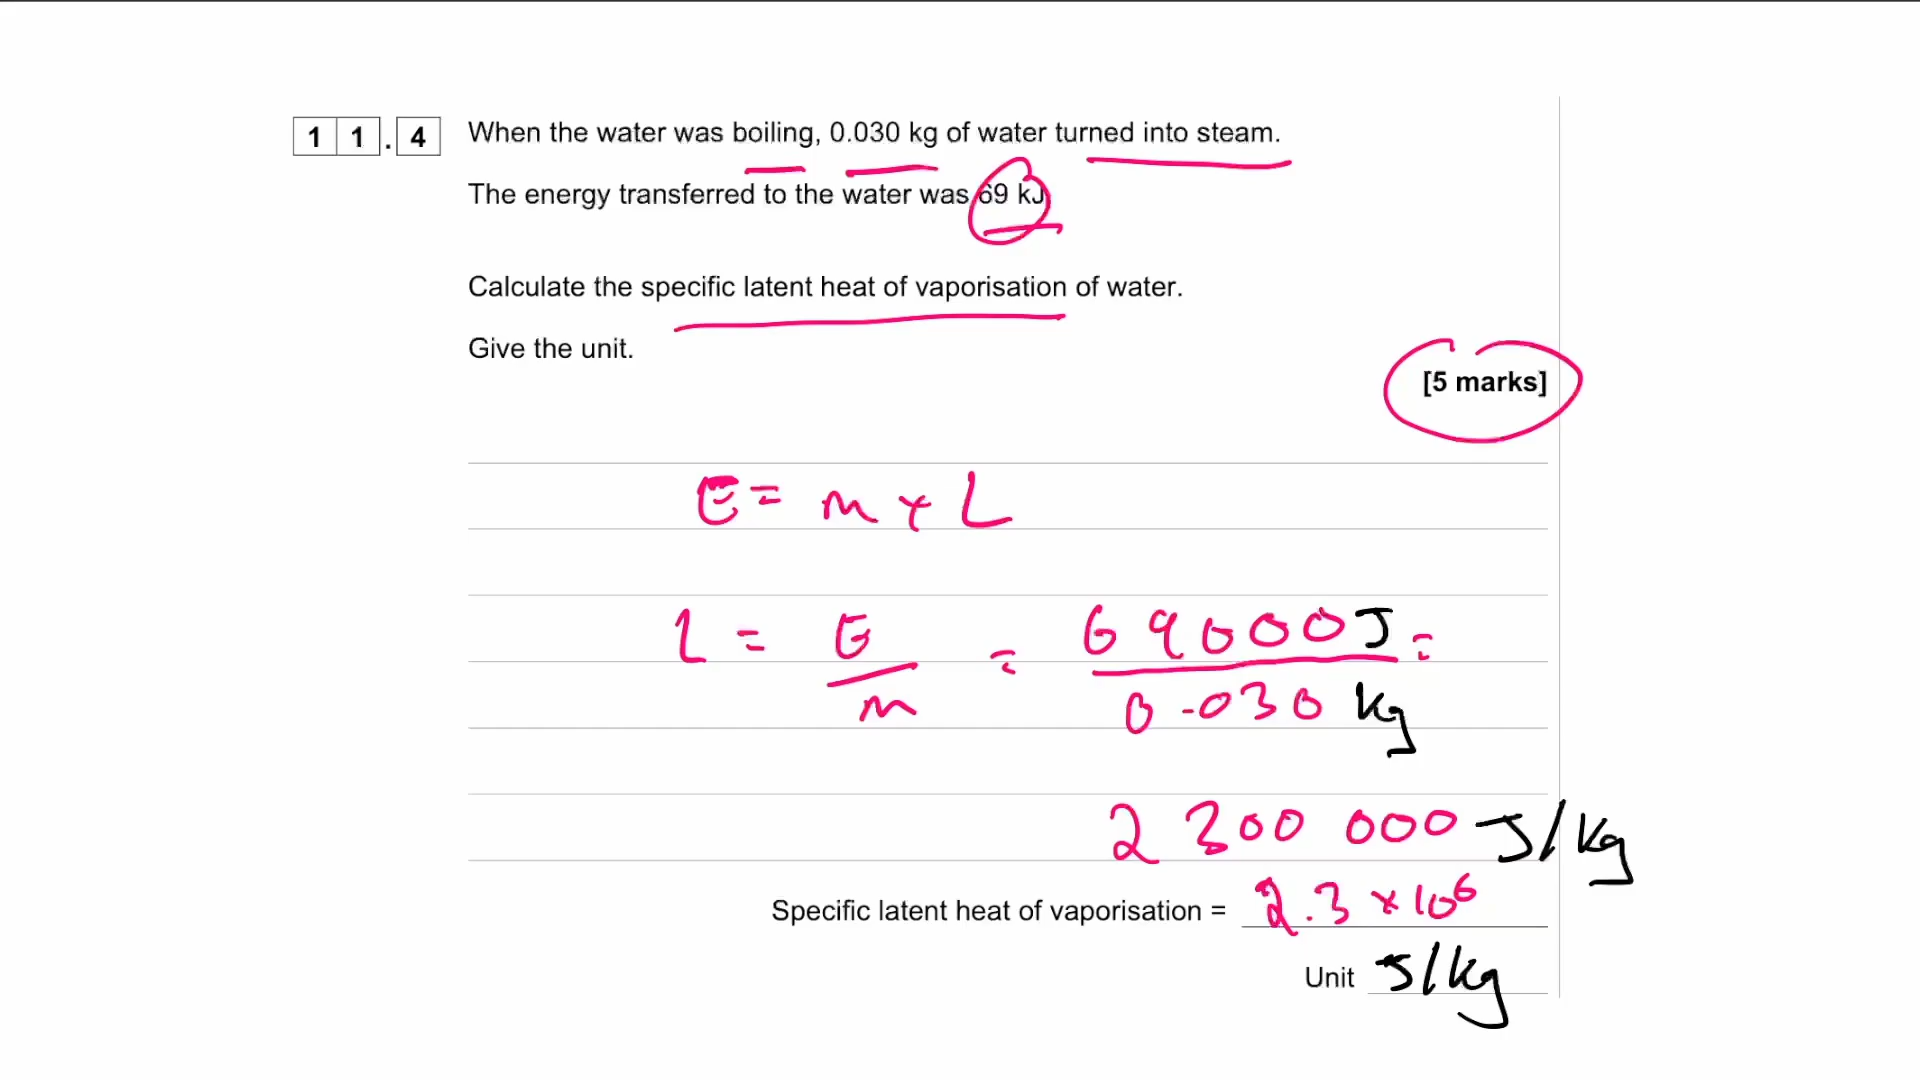 11.4 When the water was boiling, 0.030 kg of water turned into steam.
The energy transferred to the water was 69 kJ
Calculate the specific latent heat of vaporisation of water.
Give the unit.
[5 marks]
E = m × L
L = E/m = 69000J/0.030 kg =
2 300 000 J/kg
Specific latent heat of vaporisation = 2.3 × 10⁶
Unit J/kg